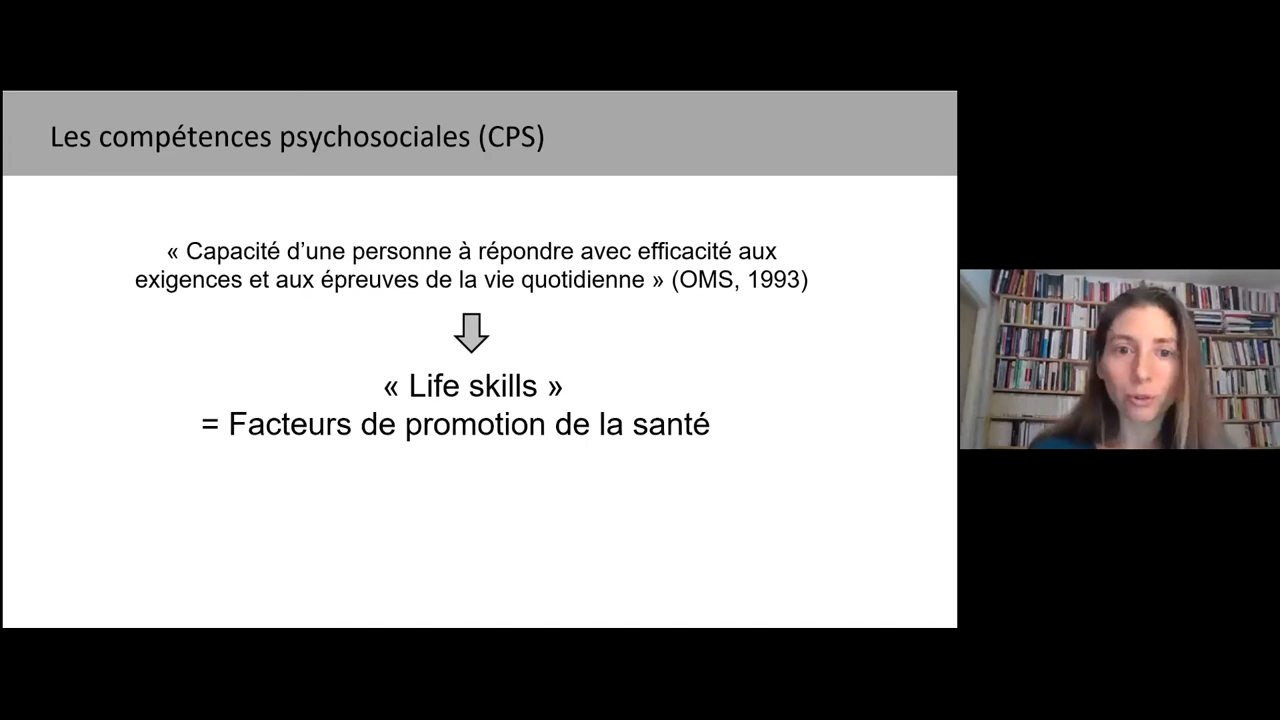 Les compétences psychosociales (CPS)
« Capacité d’une personne à répondre avec efficacité aux
exigences et aux épreuves de la vie quotidienne » (OMS, 1993)
« Life skills »
= Facteurs de promotion de la santé